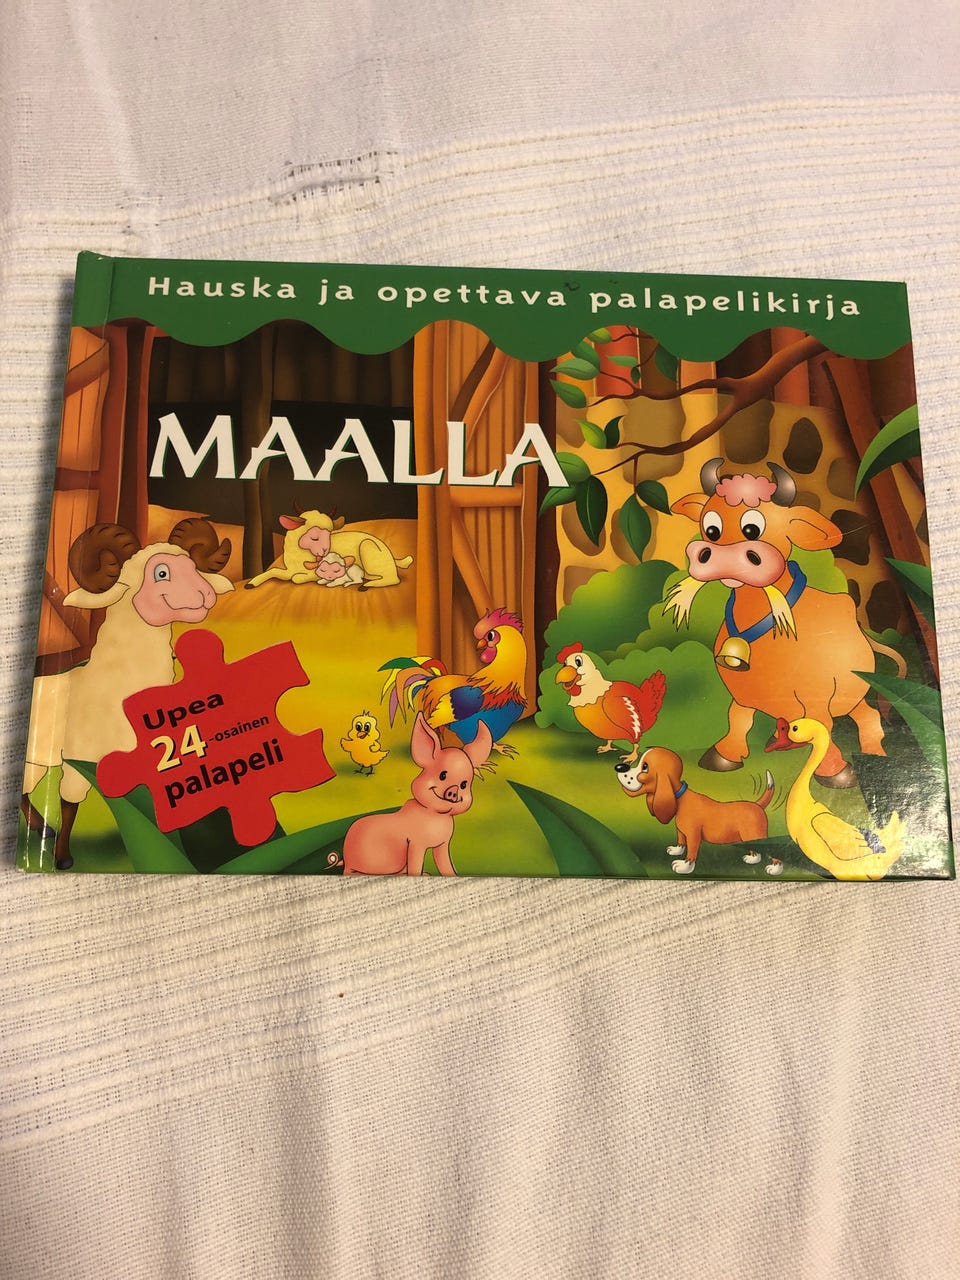 Hauska ja opettava palapelikirja
MAALLA
Upea
24-osainen
palapeli